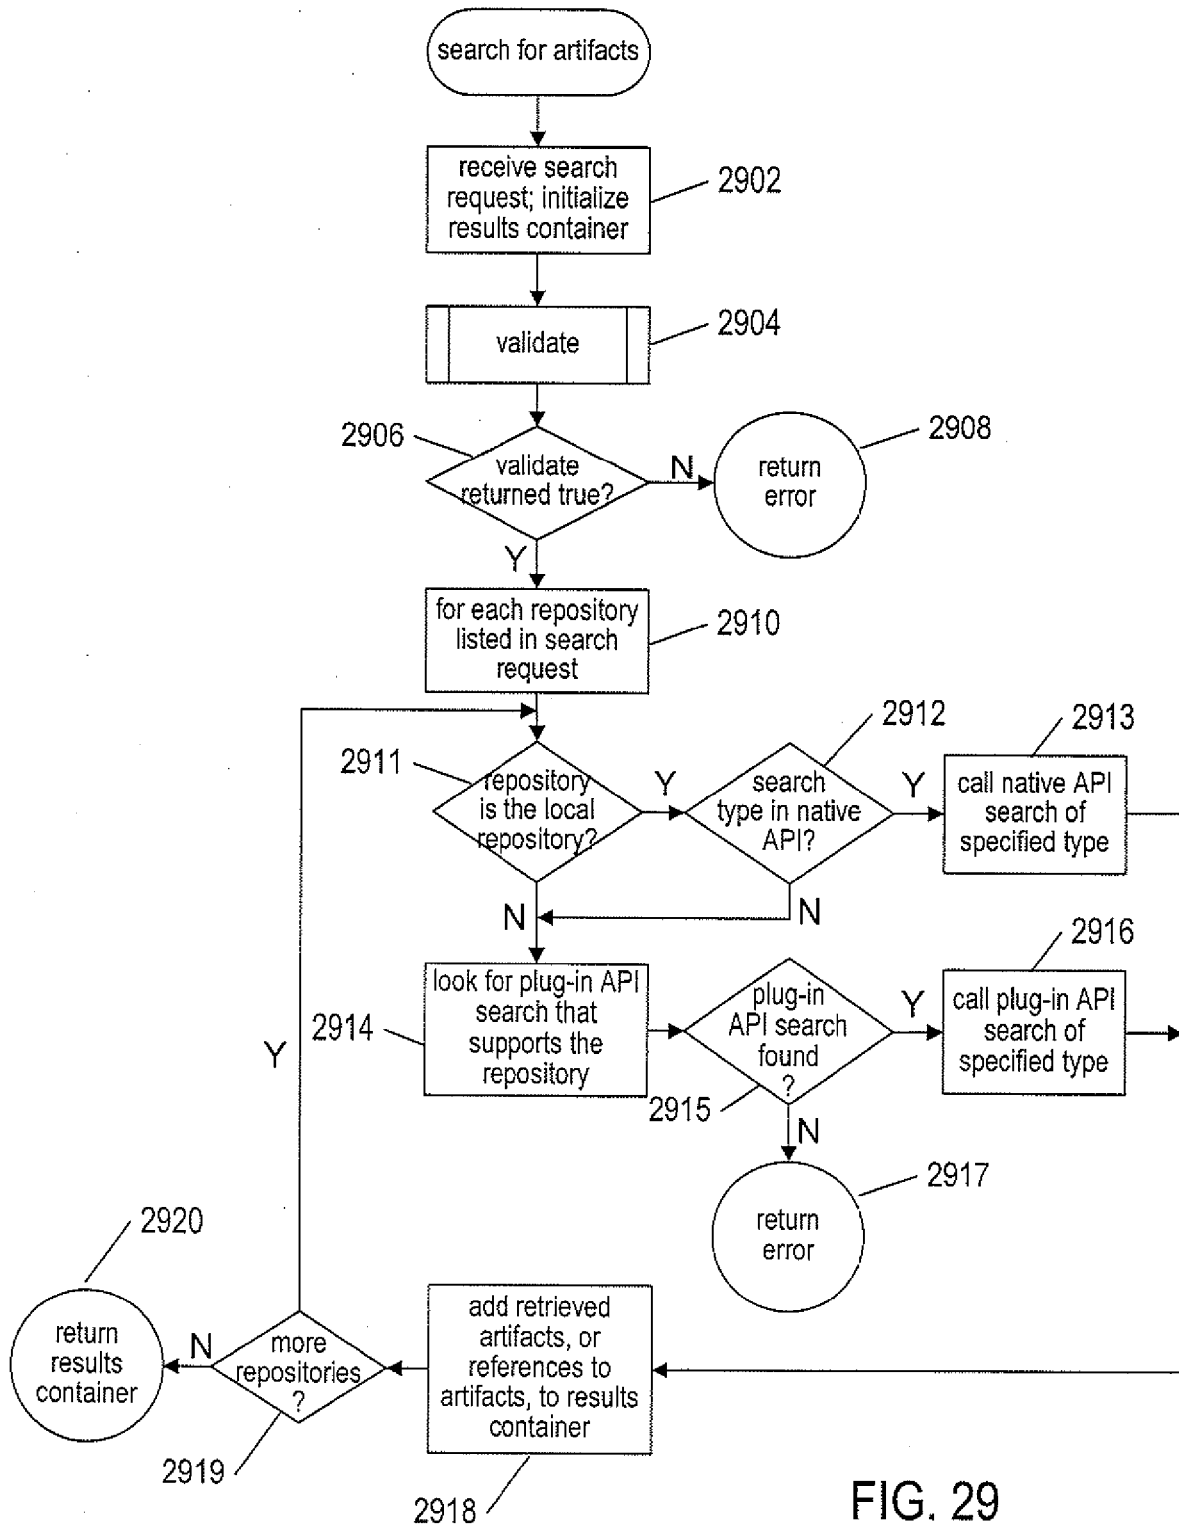 search for artifacts
receive search
request; initialize
results container
2902
validate
2904
2906
validate
returned true?
N
return
error
2908
Y
for each repository
listed in search
request
2910
2911
repository
is the local
repository?
Y
2912
search
type in native
API?
Y
2913
call native API
search of
specified type
N
N
2914
look for plug-in API
search that
supports the
repository
2915
plug-in
API search
found
?
Y
2916
call plug-in API
search of
specified type
N
2917
return
error
Y
2920
return
results
container
N
more
repositories
?
2919
add retrieved
artifacts, or
references to
artifacts, to results
container
2918
FIG. 29